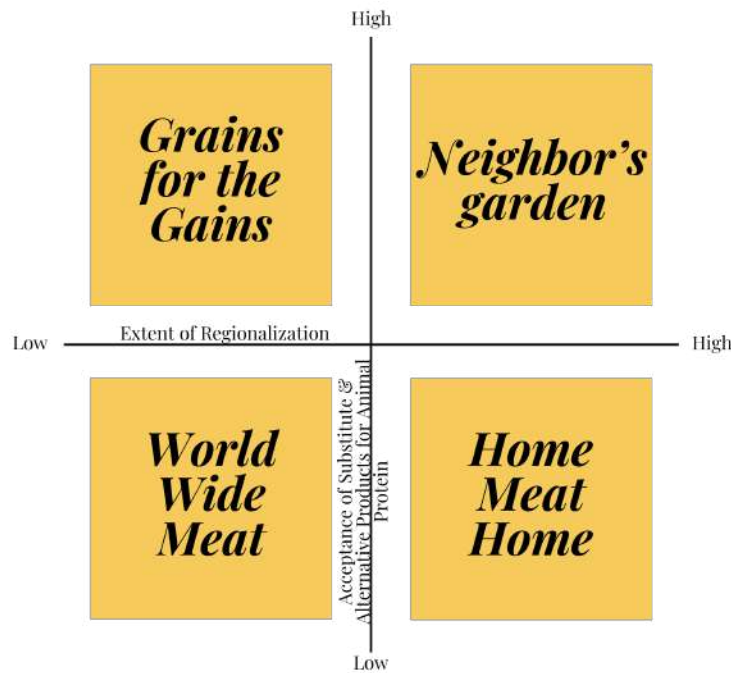 High
Grains
for the
Gains
Neighbor's
garden
Extent of Regionalization
Low
High
Acceptance of Substitute &
Alternative Products for Animal
Protein
World
Wide
Meat
Home
Meat
Home
Low